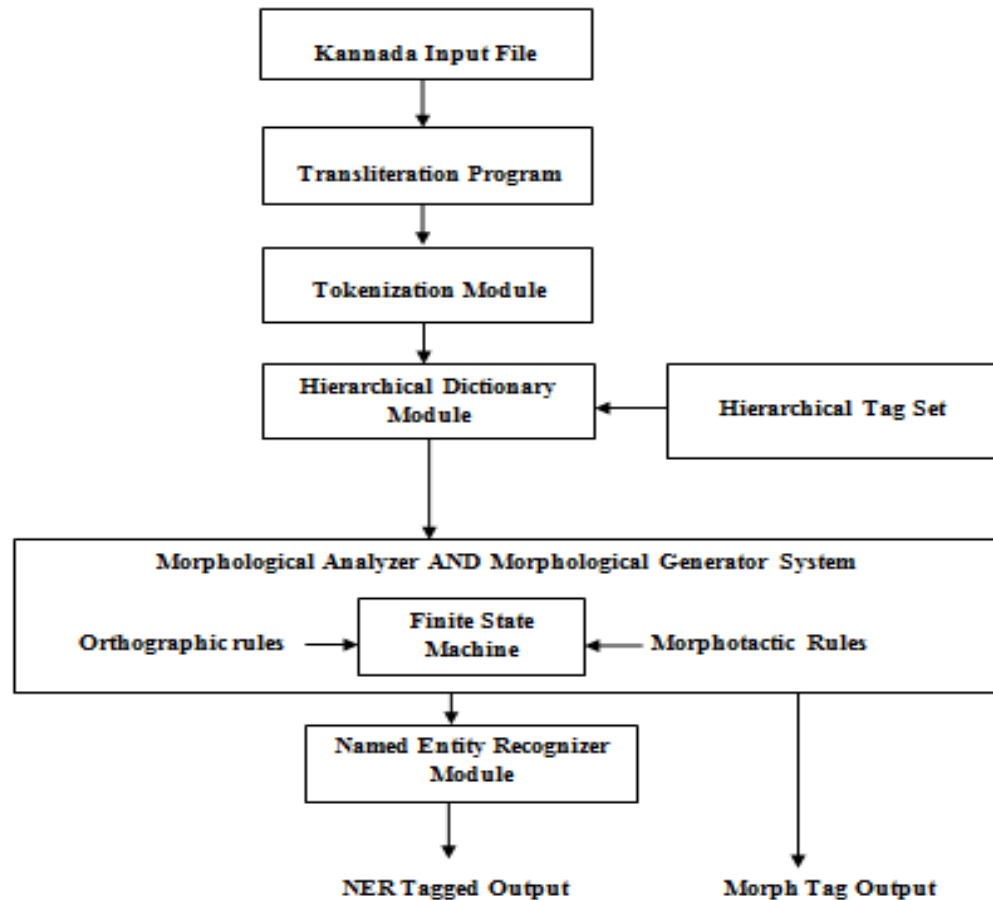 Kannada Input File
Transliteration Program
Tokenization Module
Hierarchical Dictionary
Module
Hierarchical Tag Set
Morphological Analyzer AND Morphological Generator System
Orthographic rules
Finite State
Machine
Morphotactic Rules
Named Entity Recognizer
Module
NER Tagged Output
Morph Tag Output